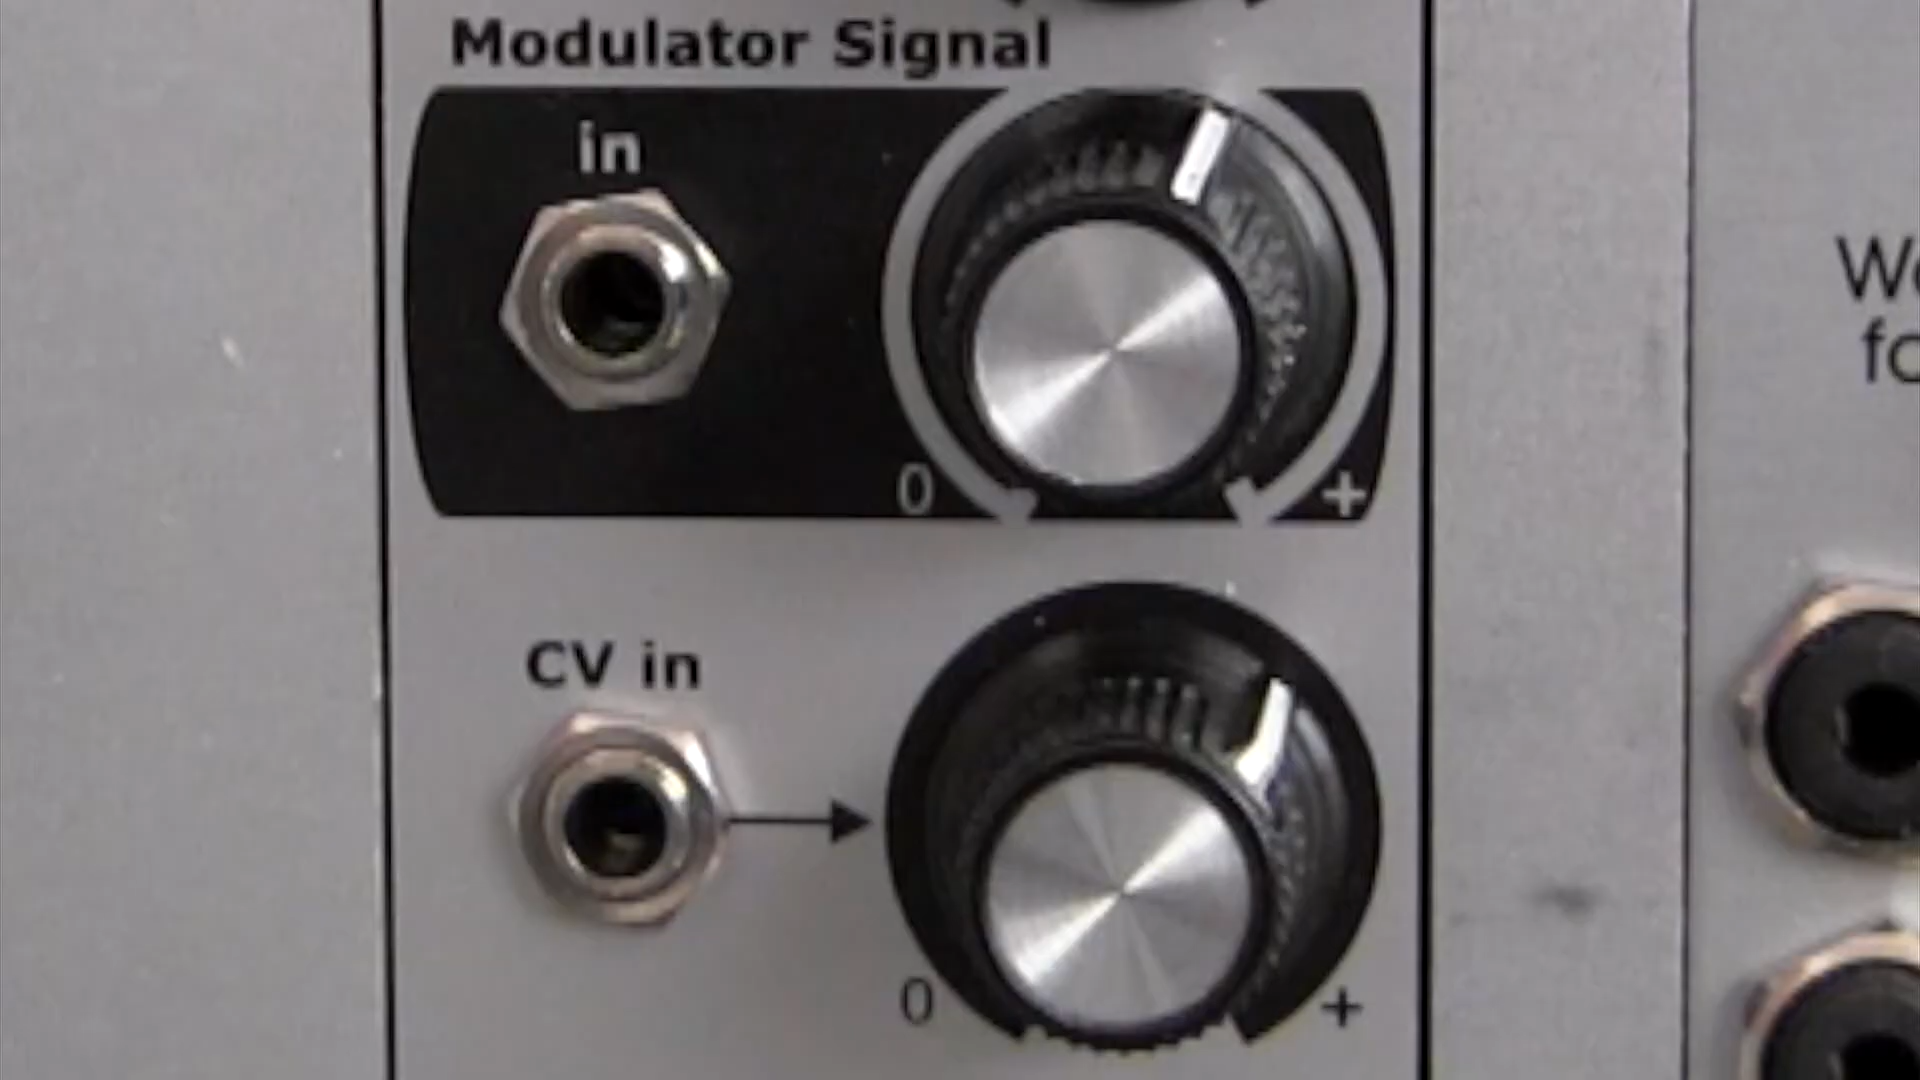 Modulator Signal
in
0 +
CV in
0 +